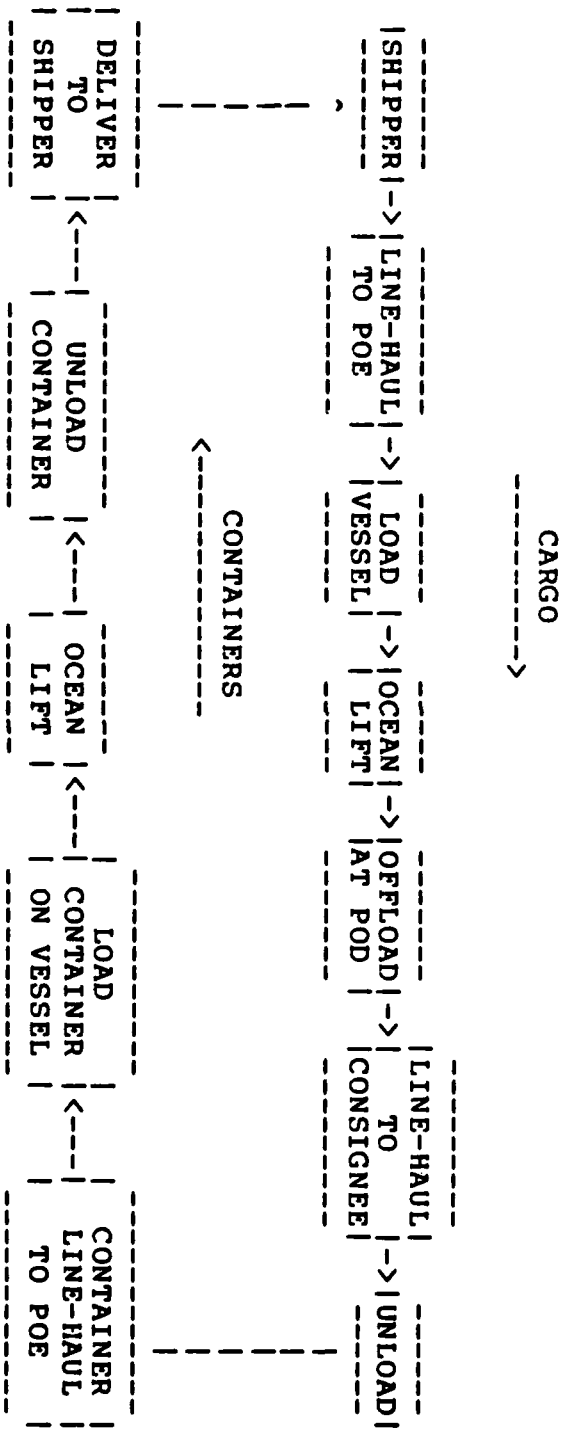 CARGO
--------->
|SHIPPER|->|LINE-HAUL|->| LOAD |->|OCEAN|->|OFFLOAD|->|LINE-HAUL|->|UNLOAD|
TO POE
VESSEL
LIFT
AT POD
TO
CONSIGNEE
CONTAINERS
<-----------
DELIVER
TO
SHIPPER
<---
UNLOAD
CONTAINER
<---
OCEAN
LIFT
<---
LOAD
CONTAINER
ON VESSEL
<---
CONTAINER
LINE-HAUL
TO POE